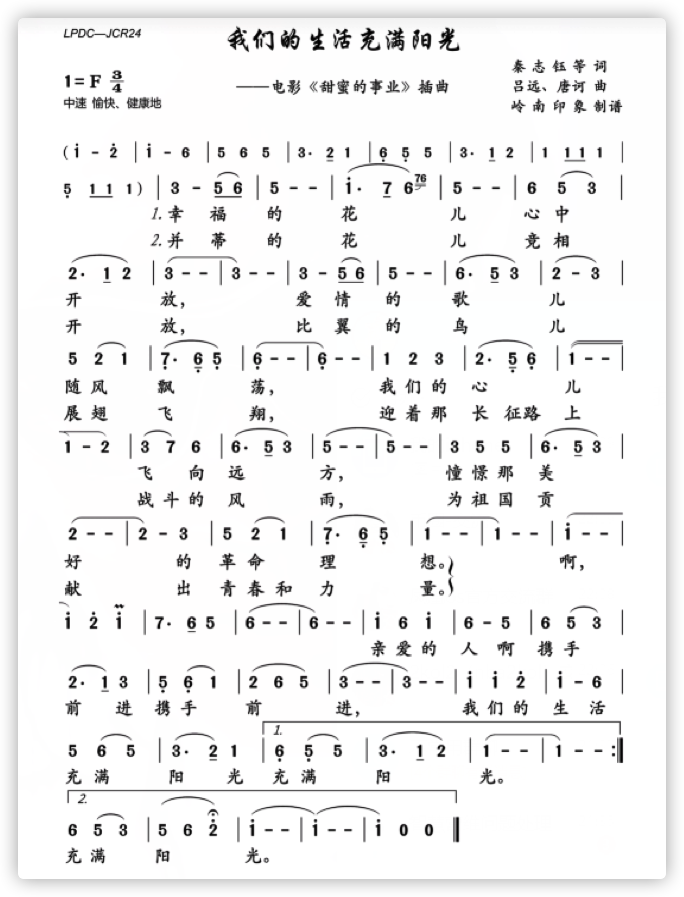 LPDC—JCR24
我们的生活充满阳光
1=F 3/4
中速 愉快、健康地
——电影《甜蜜的事业》插曲
秦志钰等 词
吕远、唐诃 曲
岭南印象 制谱
( i - 2 | i - 6 | 5 6 5 | 3· 2 1 | 6 5 5 | 3· 1 2 | 1 1 1 1 |
5 1 1 1 ) | 3 - 5 6 | 5 - - | i· 7 6 76 | 5 - - | 6 5 3 |
1. 幸 福 的 花 儿 心 中
2. 并 蒂 的 花 儿 竞 相
2· 1 2 | 3 - - | 3 - - | 3 - 5 6 | 5 - - | 6· 5 3 | 2 - 3 |
开 放, 爱 情 的 歌 儿
开 放, 比 翼 的 鸟 儿
5 2 1 | 7· 6 5 | 6 - - | 6 - - | 1 2 3 | 2· 5 6 | 1 - - |
随 风 飘 荡, 我 们 的 心 儿
展 翅 飞 翔, 迎 着 那 长 征 路 上
1 - 2 | 3 7 6 | 6· 5 3 | 5 - - | 5 - - | 3 5 5 | 6 5 3 |
飞 向 远 方, 憧 憬 那 美
战 斗 的 风 雨, 为 祖 国 贡
2 - - | 2 - 3 | 5 2 1 | 7· 6 5 | 1 - - | 1 - - | i - - |
好 的 革 命 理 想。 啊,
献 出 青 春 和 力 量。
i 2 i | 7· 6 5 | 6 - - | 6 - - | i 6 i | 6 - 5 | 6 5 3 |
亲 爱 的 人 啊 携 手
2· 1 3 | 5 6 1 | 2 6 5 | 3 - - | 3 - - | i i 2 | i - 6 |
前 进 携 手 前 进, 我 们 的 生 活
1.
5 6 5 | 3· 2 1 | 6 5 5 | 3· 1 2 | 1 - - | 1 - - :||
充 满 阳 光 充 满 阳 光。
2.
6 5 3 | 5 6 2 | i - - | i - - | i 0 0 ||
充 满 阳 光。